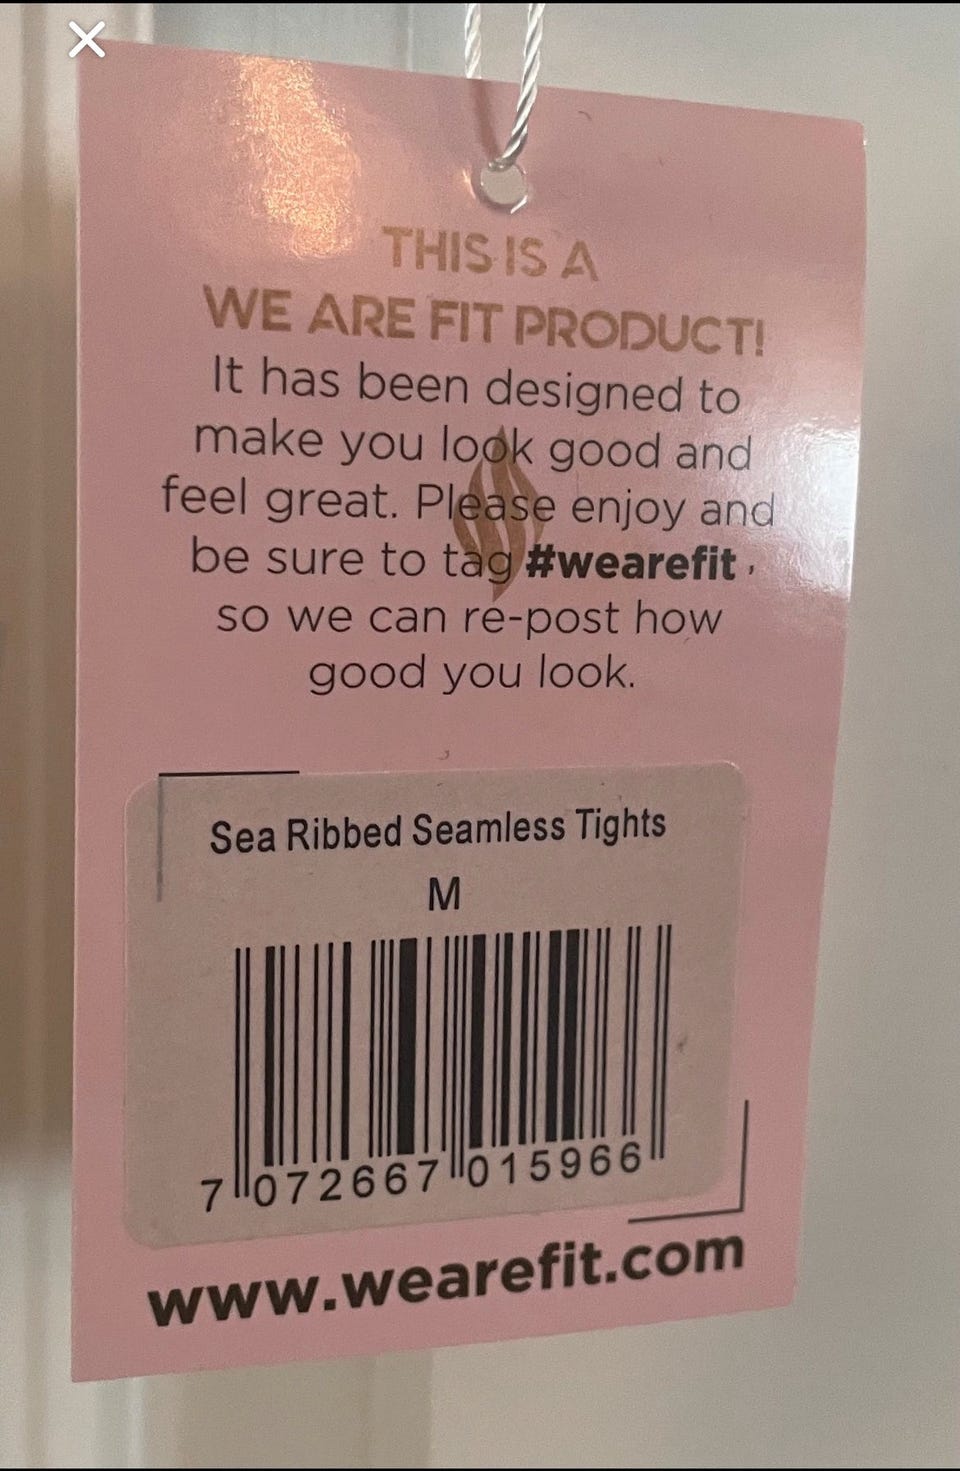 THIS IS A
WE ARE FIT PRODUCT!
It has been designed to
make you look good and
feel great. Please enjoy and
be sure to tag #wearefit,
so we can re-post how
good you look.
Sea Ribbed Seamless Tights
M
7 072667 015966
www.wearefit.com